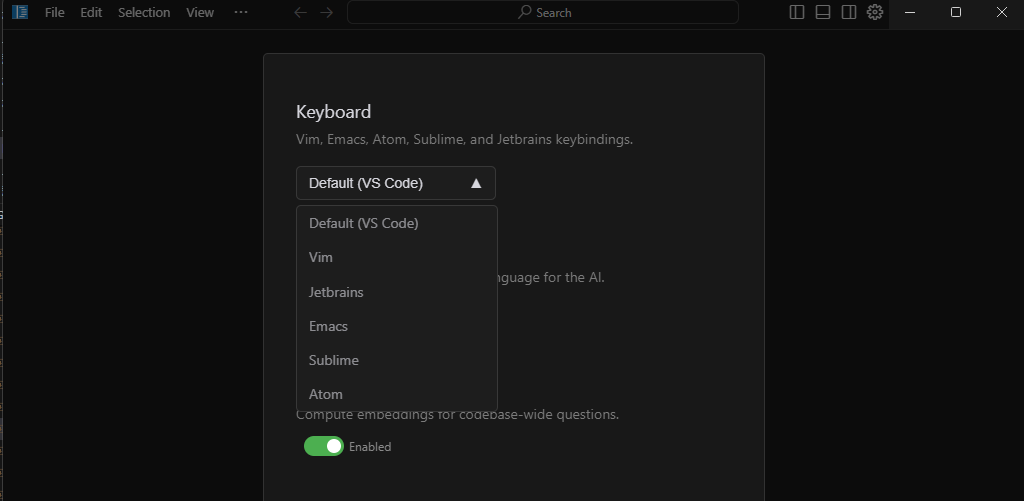 File Edit Selection View ··· Search
Keyboard
Vim, Emacs, Atom, Sublime, and Jetbrains keybindings.
Default (VS Code)
Default (VS Code)
Vim
nguage for the AI.
Jetbrains
Emacs
Sublime
Atom
Compute embeddings for codebase-wide questions.
Enabled